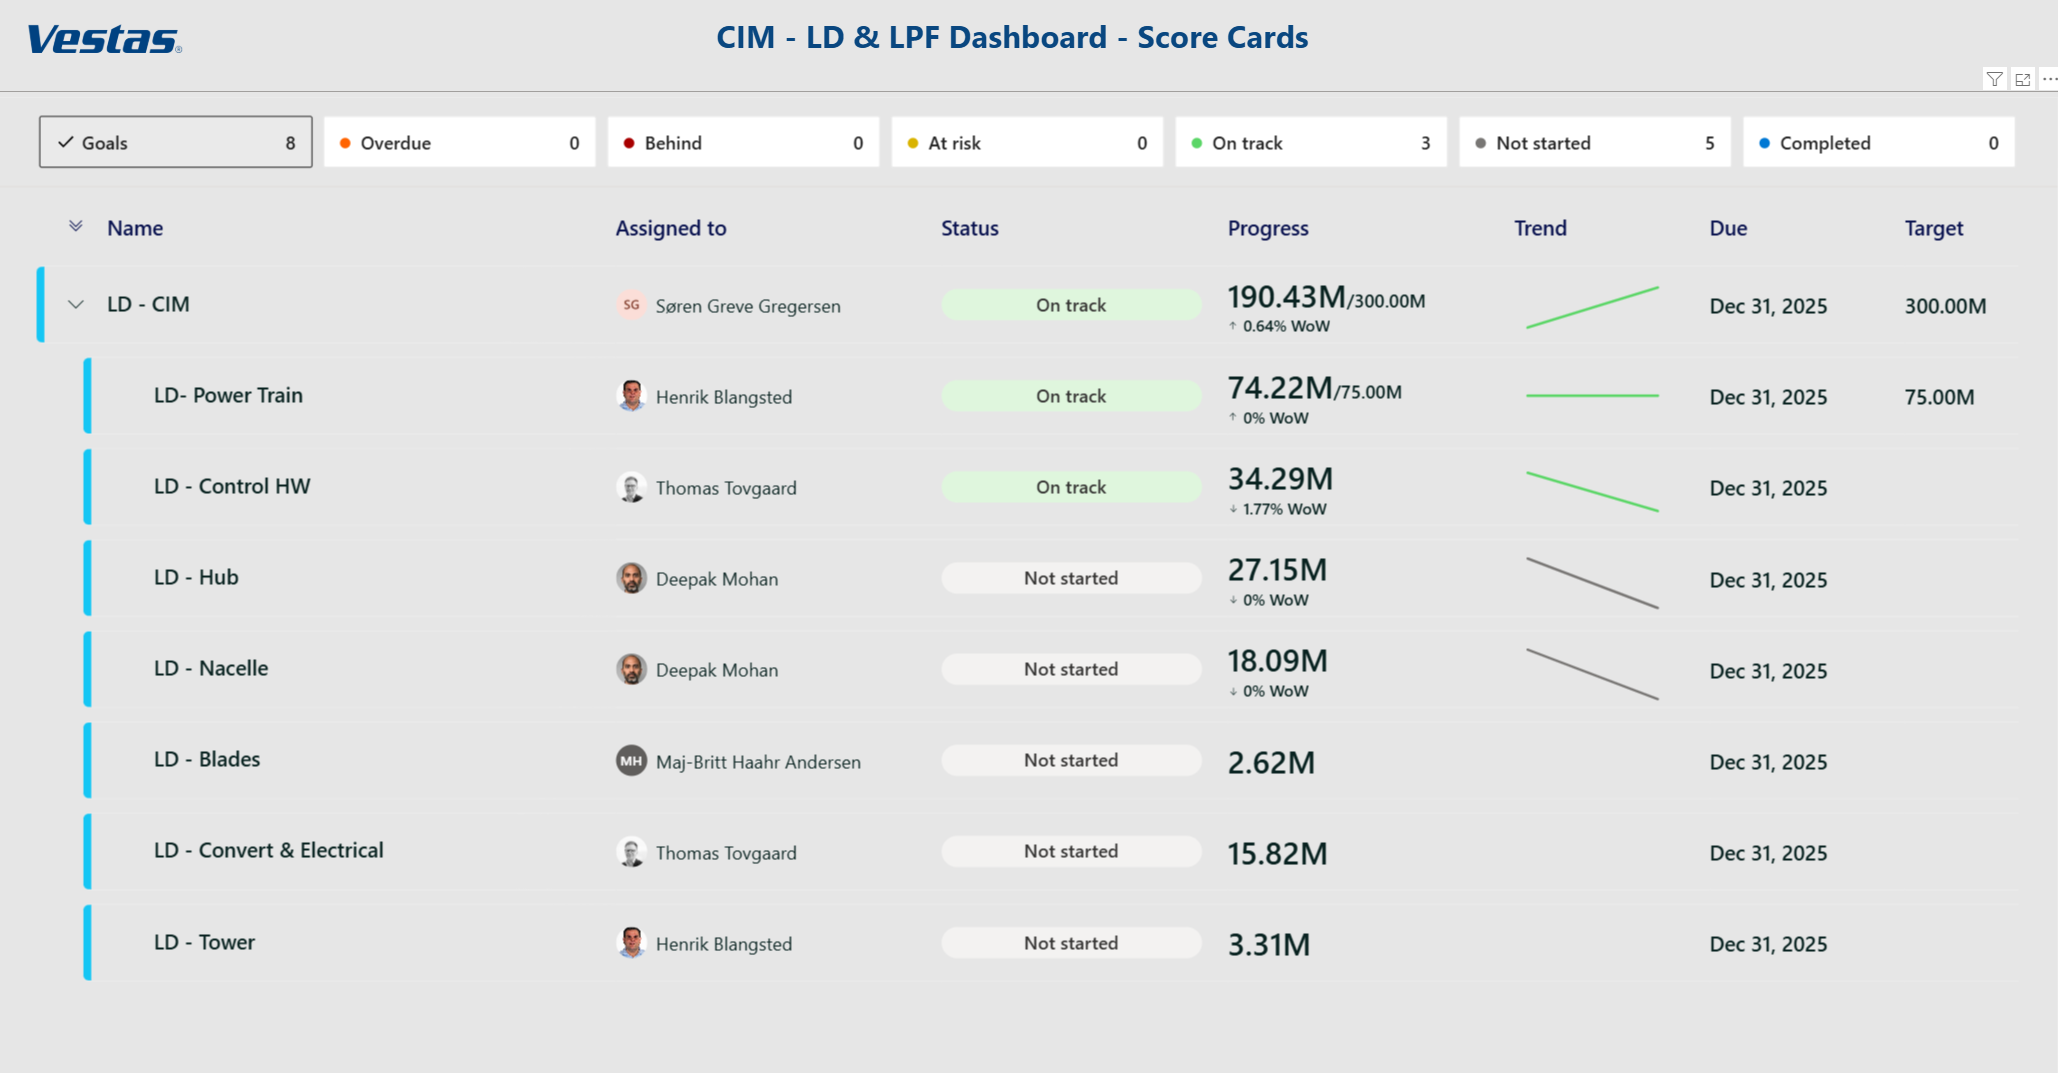 Vestas®
CIM - LD & LPF Dashboard - Score Cards
Goals 8
Overdue 0
Behind 0
At risk 0
On track 3
Not started 5
Completed 0
Name Assigned to Status Progress Trend Due Target
LD - CIM SG Søren Greve Gregersen On track 190.43M/300.00M Dec 31, 2025 300.00M
↑ 0.64% WoW
LD- Power Train Henrik Blangsted On track 74.22M/75.00M Dec 31, 2025 75.00M
↑ 0% WoW
LD - Control HW Thomas Tovgaard On track 34.29M Dec 31, 2025
↓ 1.77% WoW
LD - Hub Deepak Mohan Not started 27.15M Dec 31, 2025
↓ 0% WoW
LD - Nacelle Deepak Mohan Not started 18.09M Dec 31, 2025
↓ 0% WoW
LD - Blades MH Maj-Britt Haahr Andersen Not started 2.62M Dec 31, 2025
LD - Convert & Electrical Thomas Tovgaard Not started 15.82M Dec 31, 2025
LD - Tower Henrik Blangsted Not started 3.31M Dec 31, 2025